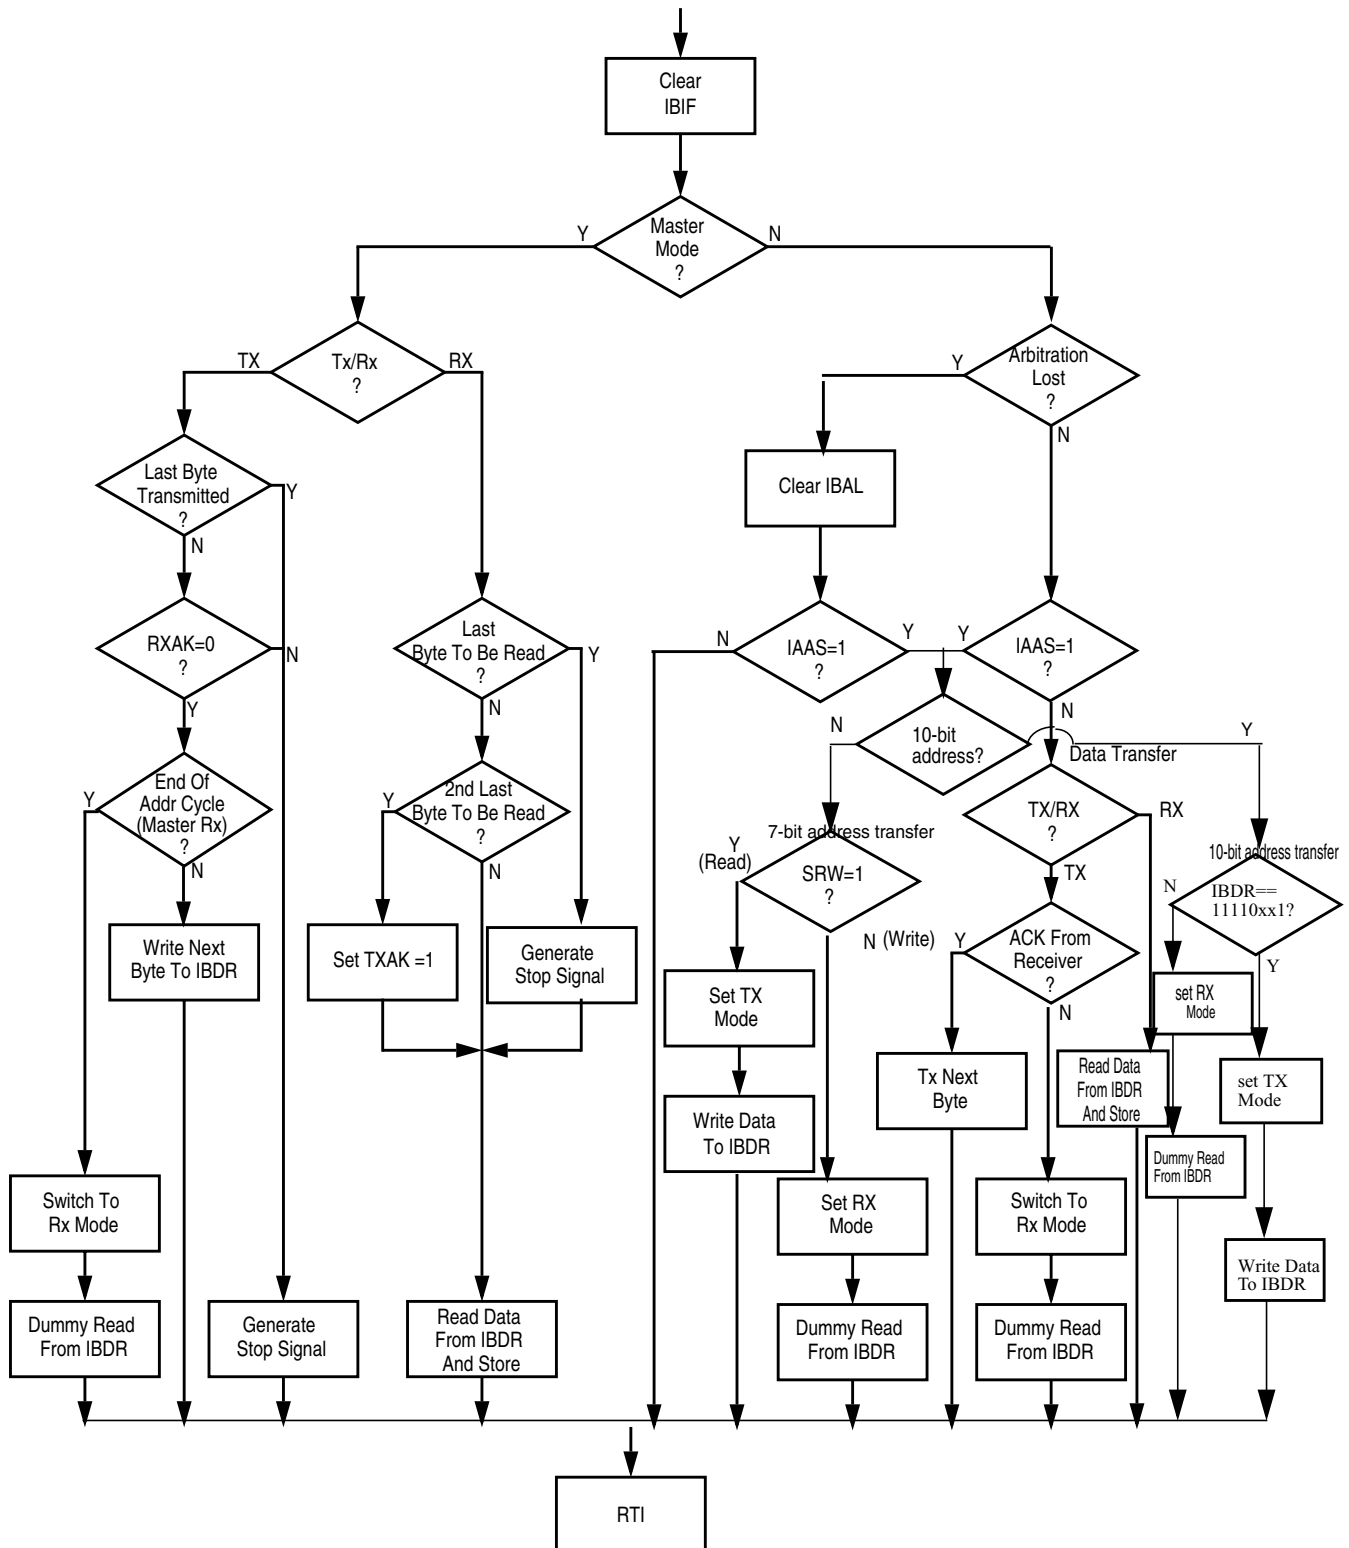 Clear
IBIF
Master
Mode
?
Y
N
Tx/Rx
?
TX
RX
Arbitration
Lost
?
Y
N
Last Byte
Transmitted
?
Y
N
Clear IBAL
RXAK=0
?
N
Y
Last
Byte To Be Read
?
Y
N
IAAS=1
?
N
Y
IAAS=1
?
Y
N
10-bit
address?
N
Y
Data Transfer
End Of
Addr Cycle
(Master Rx)
?
Y
N
2nd Last
Byte To Be Read
?
Y
N
7-bit address transfer
SRW=1
?
Y
(Read)
N (Write)
TX/RX
?
RX
TX
10-bit address transfer
IBDR==
11110xx1?
N
Y
Write Next
Byte To IBDR
Set TXAK =1
Generate
Stop Signal
ACK From
Receiver
?
Y
N
Set TX
Mode
set RX
Mode
Tx Next
Byte
Read Data
From IBDR
And Store
set TX
Mode
Write Data
To IBDR
Dummy Read
From IBDR
Switch To
Rx Mode
Set RX
Mode
Switch To
Rx Mode
Write Data
To IBDR
Dummy Read
From IBDR
Generate
Stop Signal
Read Data
From IBDR
And Store
Dummy Read
From IBDR
Dummy Read
From IBDR
RTI